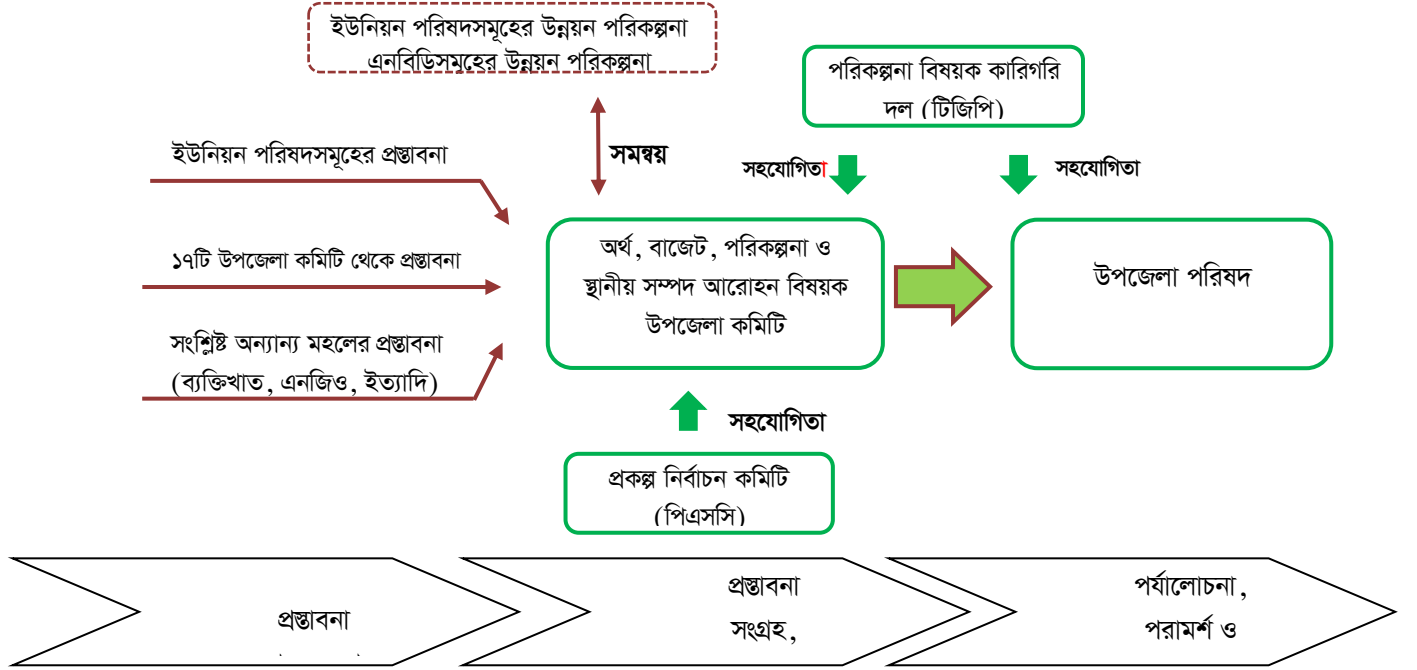 ইউনিয়ন পরিষদসমূহের উন্নয়ন পরিকল্পনা
এনবিডিসমূহের উন্নয়ন পরিকল্পনা
পরিকল্পনা বিষয়ক কারিগরি
দল (টিজিপি)
ইউনিয়ন পরিষদসমূহের প্রস্তাবনা
সমন্বয়
সহযোগিতা
সহযোগিতা
১৭টি উপজেলা কমিটি থেকে প্রস্তাবনা
অর্থ, বাজেট, পরিকল্পনা ও
স্থানীয় সম্পদ আরোহন বিষয়ক
উপজেলা কমিটি
উপজেলা পরিষদ
সংশ্লিষ্ট অন্যান্য মহলের প্রস্তাবনা
(ব্যক্তিখাত, এনজিও, ইত্যাদি)
সহযোগিতা
প্রকল্প নির্বাচন কমিটি
(পিএসসি)
প্রস্তাবনা
প্রস্তাবনা
সংগ্রহ,
পর্যালোচনা,
পরামর্শ ও